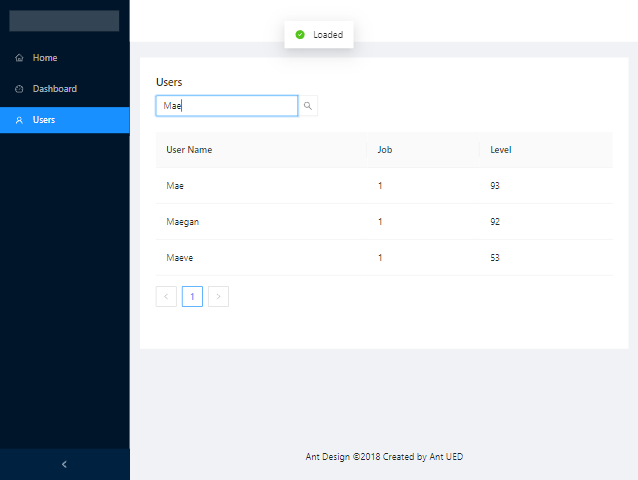 Loaded
Home
Dashboard
Users
Users
Mae
User Name Job Level
Mae 1 93
Maegan 1 92
Maeve 1 53
1
Ant Design ©2018 Created by Ant UED